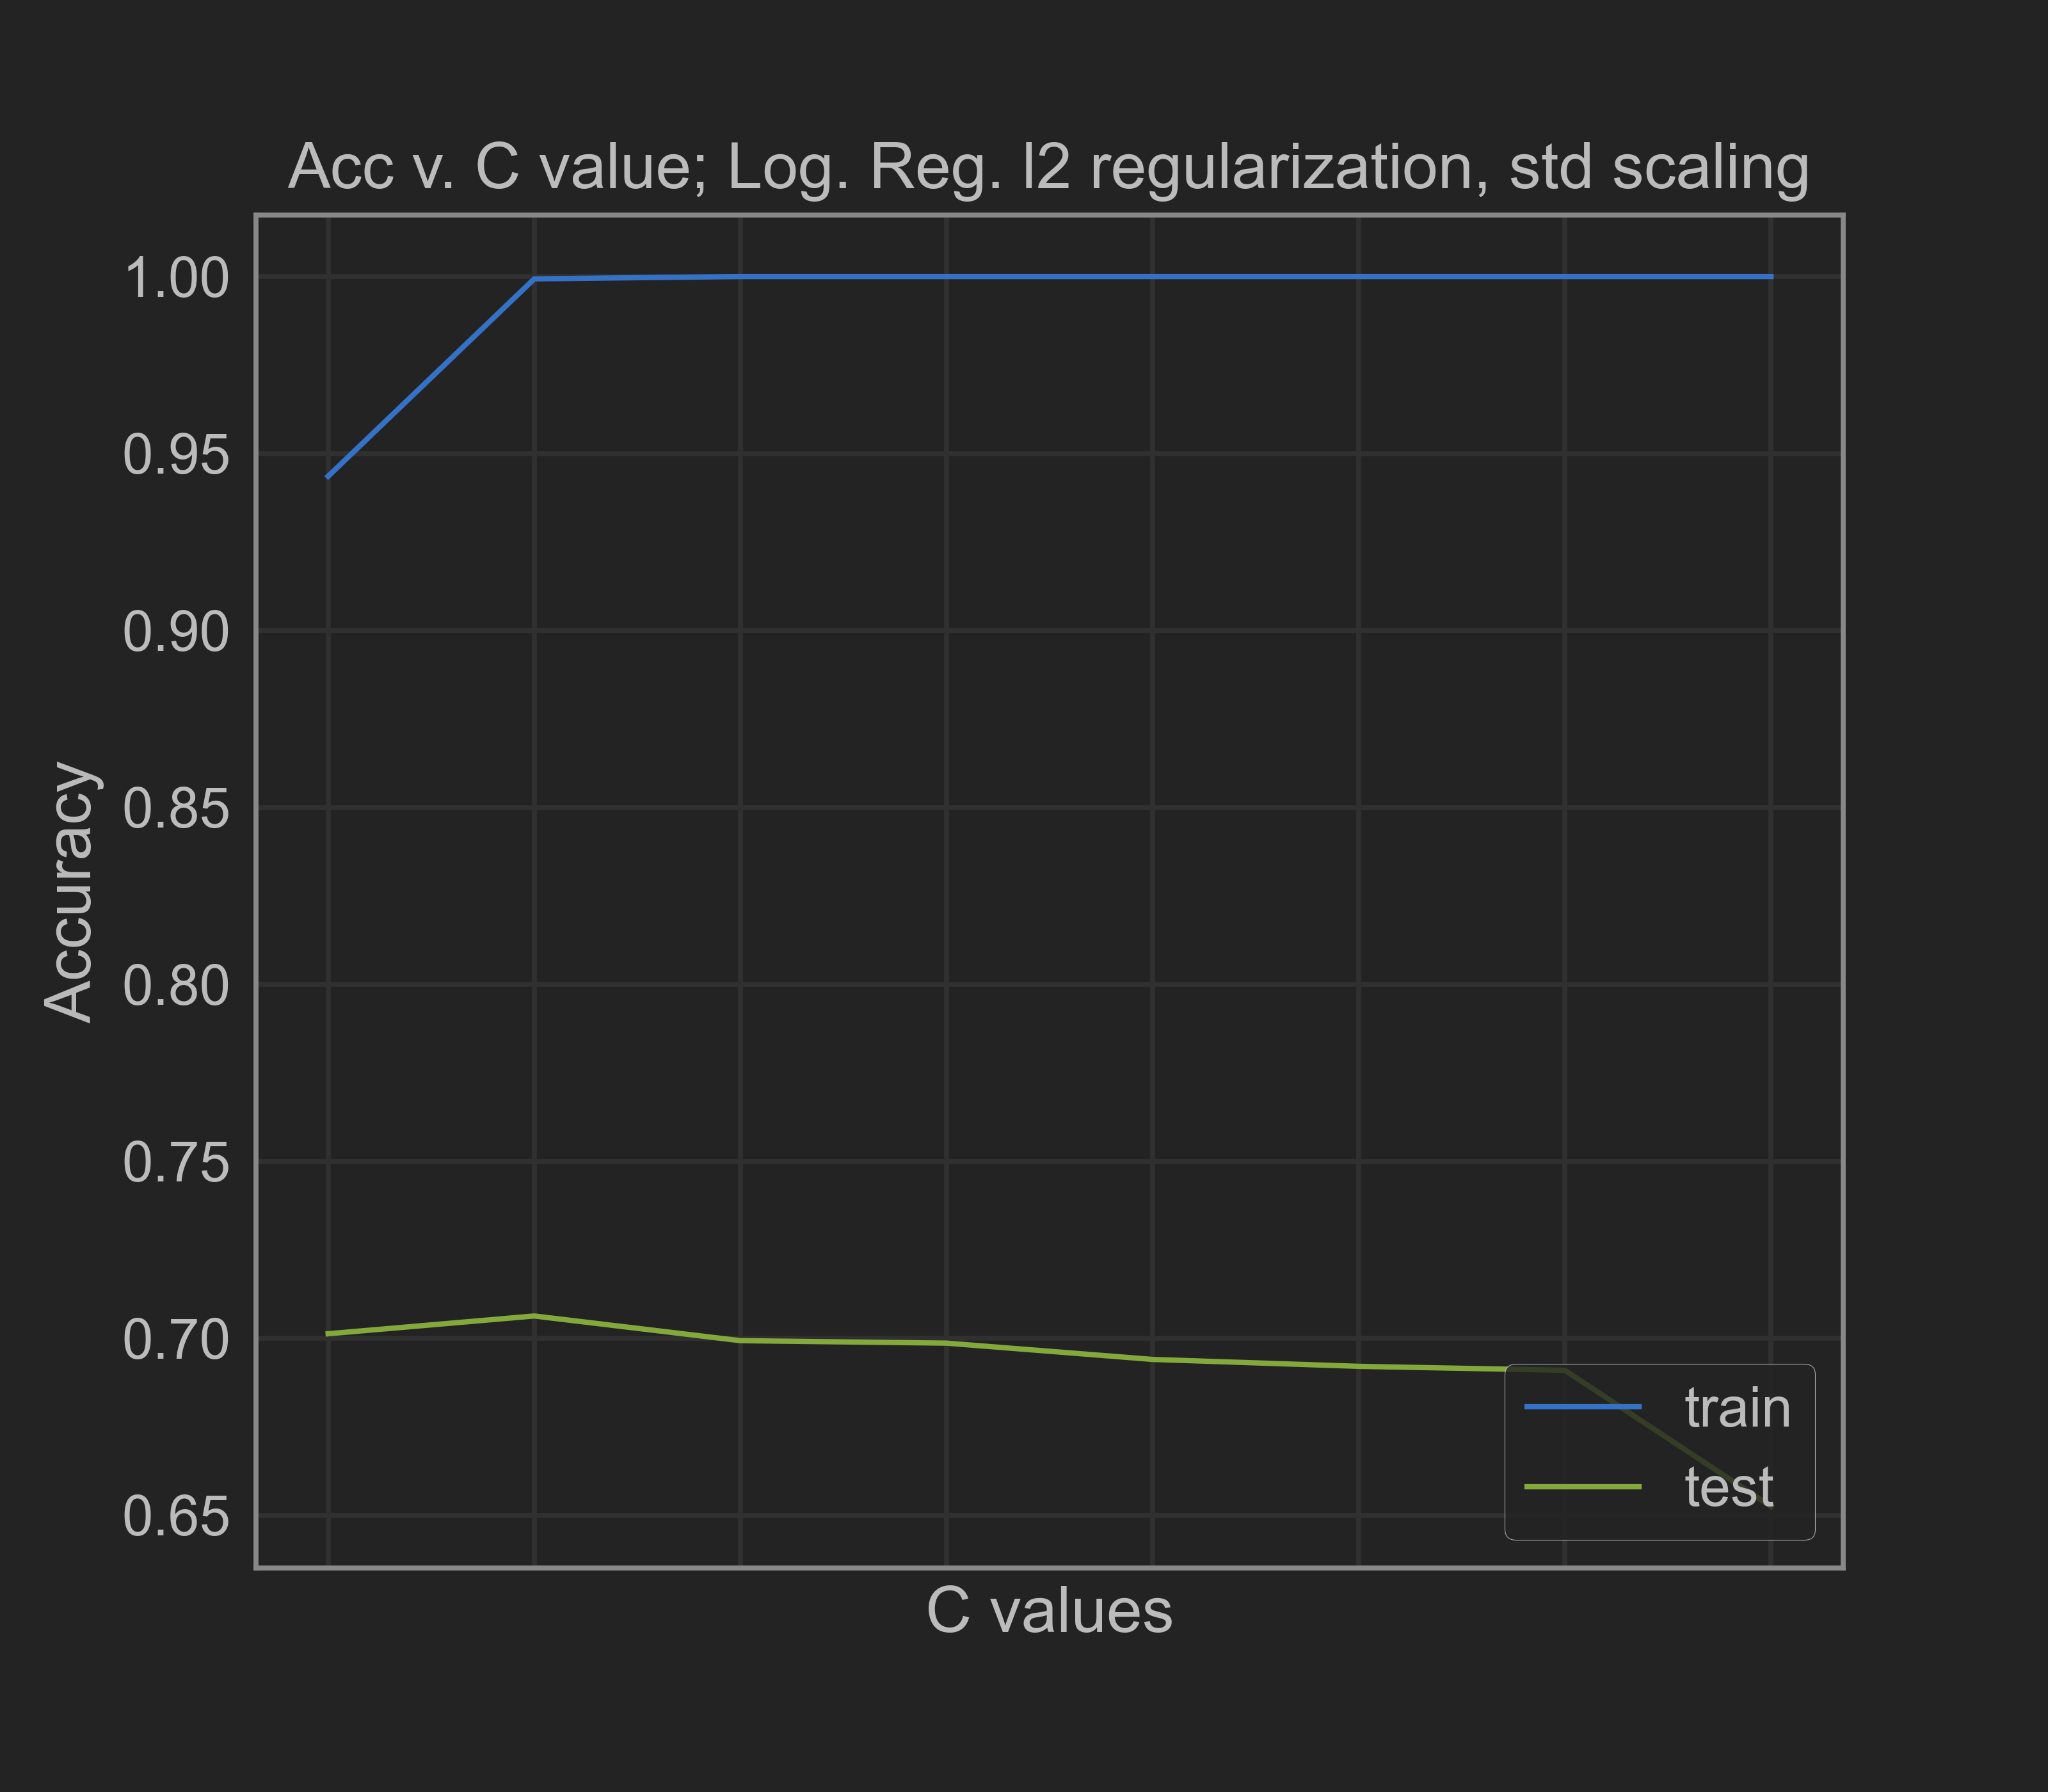 Acc v. C value; Log. Reg. l2 regularization, std scaling
1.00
0.95
0.90
0.85
0.80
0.75
0.70
0.65
Accuracy
train
test
C values